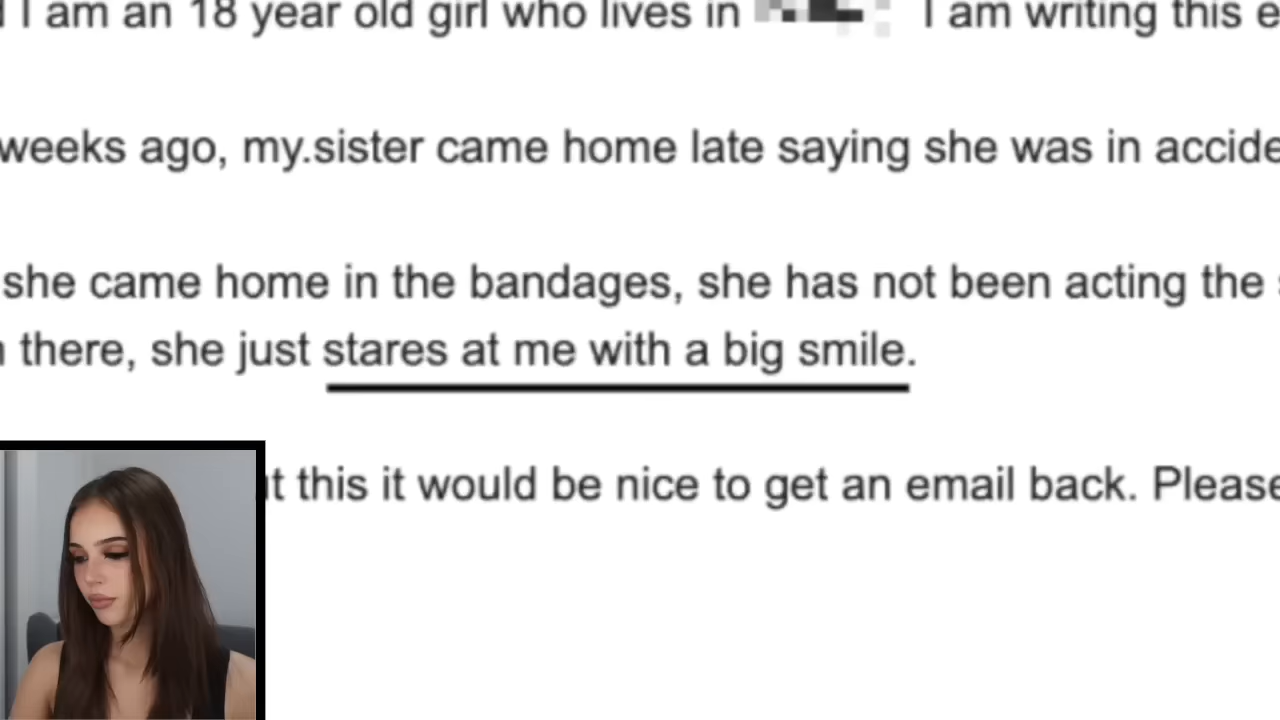 I am an 18 year old girl who lives in I am writing this
weeks ago, my.sister came home late saying she was in
she came home in the bandages, she has not been acting the
there, she just stares at me with a big smile.
this it would be nice to get an email back. Please